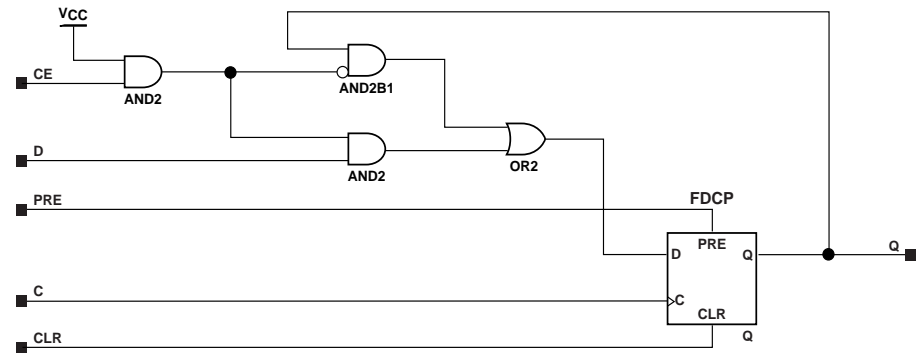 VCC
CE
AND2
AND2B1
D
AND2
OR2
PRE
FDCP
PRE
D
Q
Q
C
C
CLR
CLR
Q